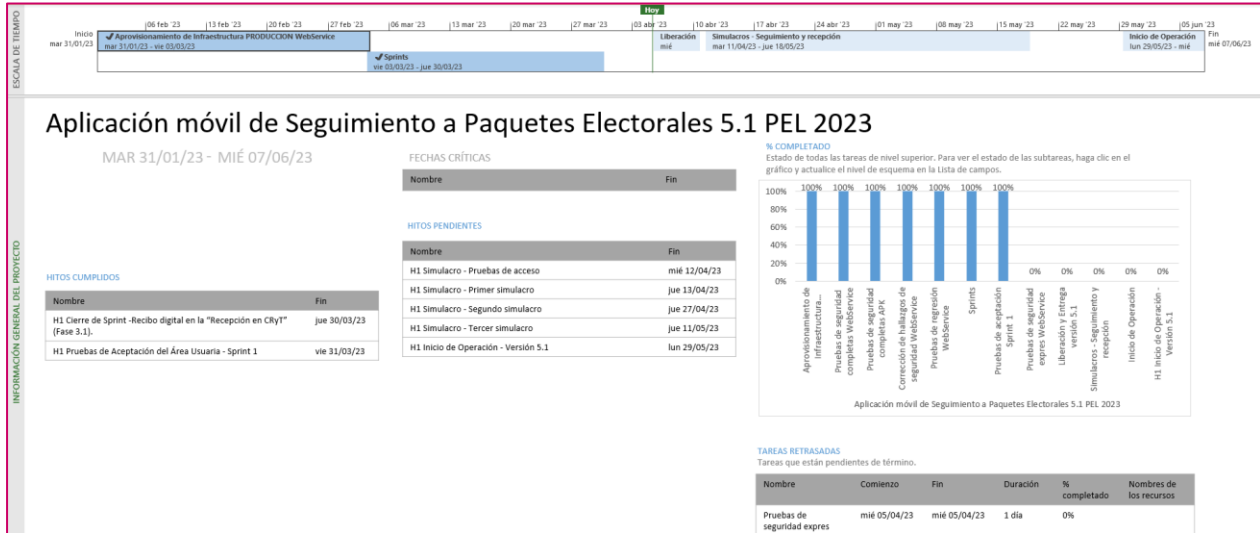 ESCALA DE TIEMPO
Hoy
|06 feb '23 |13 feb '23 |20 feb '23 |27 feb '23 |06 mar '23 |13 mar '23 |20 mar '23 |27 mar '23 |03 abr '23 |10 abr '23 |17 abr '23 |24 abr '23 |01 may '23 |08 may '23 |15 may '23 |22 may '23 |29 may '23 |05 jun '23
Inicio
mar 31/01/23
Aprovisionamiento de Infraestructura PRODUCCION WebService
mar 31/01/23 - vie 03/03/23
Sprints
vie 03/03/23 - jue 30/03/23
Liberación
mié
Simulacros - Seguimiento y recepción
mar 11/04/23 - jue 18/05/23
Inicio de Operación
lun 29/05/23 - mié
Fin
mié 07/06/23
INFORMACIÓN GENERAL DEL PROYECTO
Aplicación móvil de Seguimiento a Paquetes Electorales 5.1 PEL 2023
MAR 31/01/23 - MIÉ 07/06/23
HITOS CUMPLIDOS
Nombre Fin
H1 Cierre de Sprint -Recibo digital en la "Recepción en CRyT" jue 30/03/23
(Fase 3.1).
H1 Pruebas de Aceptación del Área Usuaria - Sprint 1 vie 31/03/23
FECHAS CRÍTICAS
Nombre Fin
HITOS PENDIENTES
Nombre Fin
H1 Simulacro - Pruebas de acceso mié 12/04/23
H1 Simulacro - Primer simulacro jue 13/04/23
H1 Simulacro - Segundo simulacro jue 27/04/23
H1 Simulacro - Tercer simulacro jue 11/05/23
H1 Inicio de Operación - Versión 5.1 lun 29/05/23
% COMPLETADO
Estado de todas las tareas de nivel superior. Para ver el estado de las subtareas, haga clic en el
gráfico y actualice el nivel de esquema en la Lista de campos.
100%
80%
60%
40%
20%
0%
100% 100% 100% 100% 100% 100% 100% 0% 0% 0% 0% 0%
Aprovisionamiento de
Infraestructura...
Pruebas de seguridad
completas WebService
Pruebas de seguridad
completas APK
Corrección de hallazgos de
seguridad WebService
Pruebas de regresión
WebService
Sprints
Pruebas de aceptación
Sprint 1
Pruebas de seguridad
expres WebService
Liberación y Entrega
versión 5.1
Simulacros - Seguimiento y
recepción
Inicio de Operación
H1 Inicio de Operación -
Versión 5.1
Aplicación móvil de Seguimiento a Paquetes Electorales 5.1 PEL 2023
TAREAS RETRASADAS
Tareas que están pendientes de término.
Nombre Comienzo Fin Duración % completado Nombres de los recursos
Pruebas de mié 05/04/23 mié 05/04/23 1 día 0%
seguridad expres